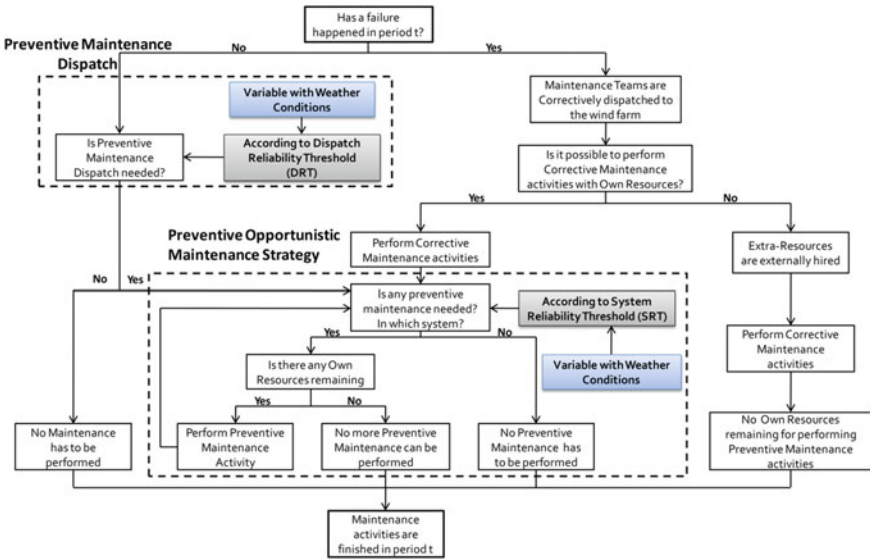 Has a failure
happened in period t?
No
Yes
Preventive Maintenance
Dispatch
Variable with Weather
Conditions
Is Preventive
Maintenance
Dispatch needed?
According to Dispatch
Reliability Threshold
(DRT)
Maintenance Teams are
Correctively dispatched to
the wind farm
Is it possible to perform
Corrective Maintenance
activities with Own Resources?
Yes
No
Preventive Opportunistic
Maintenance Strategy
Perform Corrective
Maintenance activities
Extra-Resources
are externally hired
No
Yes
Is any preventive
maintenance needed?
In which system?
According to System
Reliability Threshold (SRT)
Yes
No
Variable with Weather
Conditions
Is there any Own
Resources remaining
Perform Corrective
Maintenance
activities
Yes
No
No Maintenance
has to be
performed
Perform Preventive
Maintenance
Activity
No more Preventive
Maintenance can be
performed
No Preventive
Maintenance has
to be performed
No Own Resources
remaining for performing
Preventive Maintenance
activities
Maintenance
activities are
finished in period t